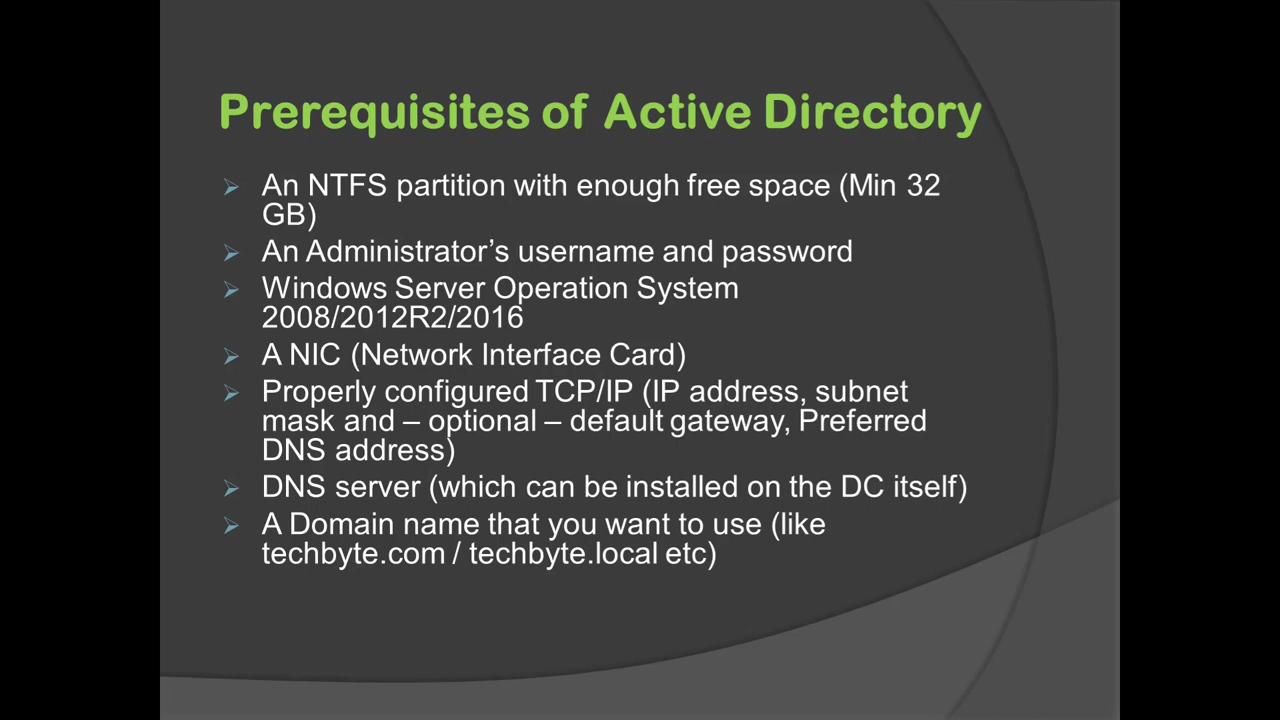 Prerequisites of Active Directory
An NTFS partition with enough free space (Min 32
GB)
An Administrator’s username and password
Windows Server Operation System
2008/2012R2/2016
A NIC (Network Interface Card)
Properly configured TCP/IP (IP address, subnet
mask and – optional – default gateway, Preferred
DNS address)
DNS server (which can be installed on the DC itself)
A Domain name that you want to use (like
techbyte.com / techbyte.local etc)